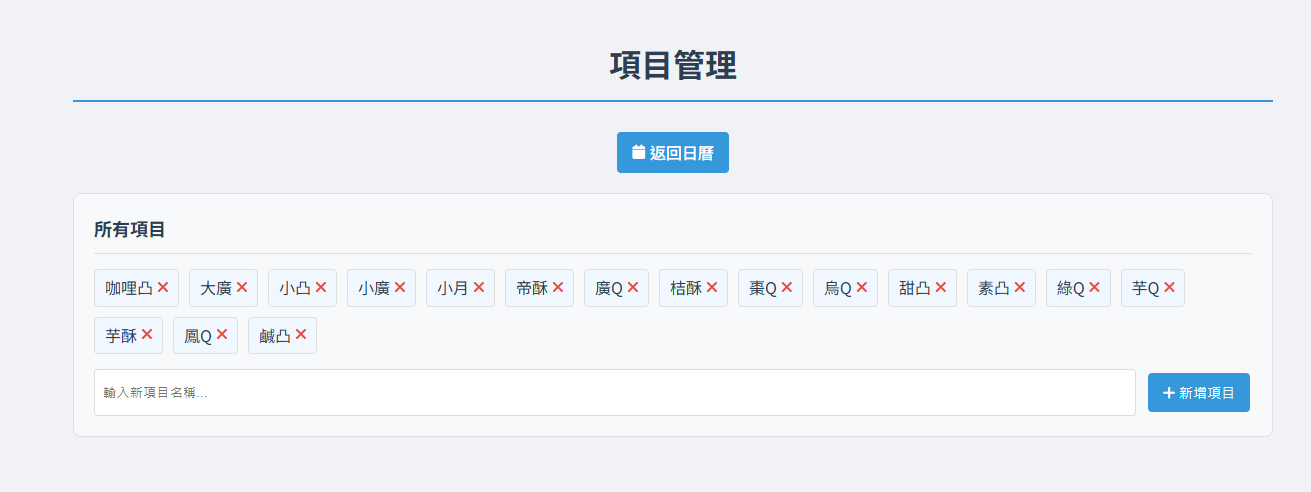 項目管理
返回日曆
所有項目
咖哩凸 大廣 小凸 小廣 小月 帝酥 廣Q 桔酥 棗Q 烏Q 甜凸 素凸 綠Q 芋Q
芋酥 鳳Q 鹹凸
輸入新項目名稱...
新增項目